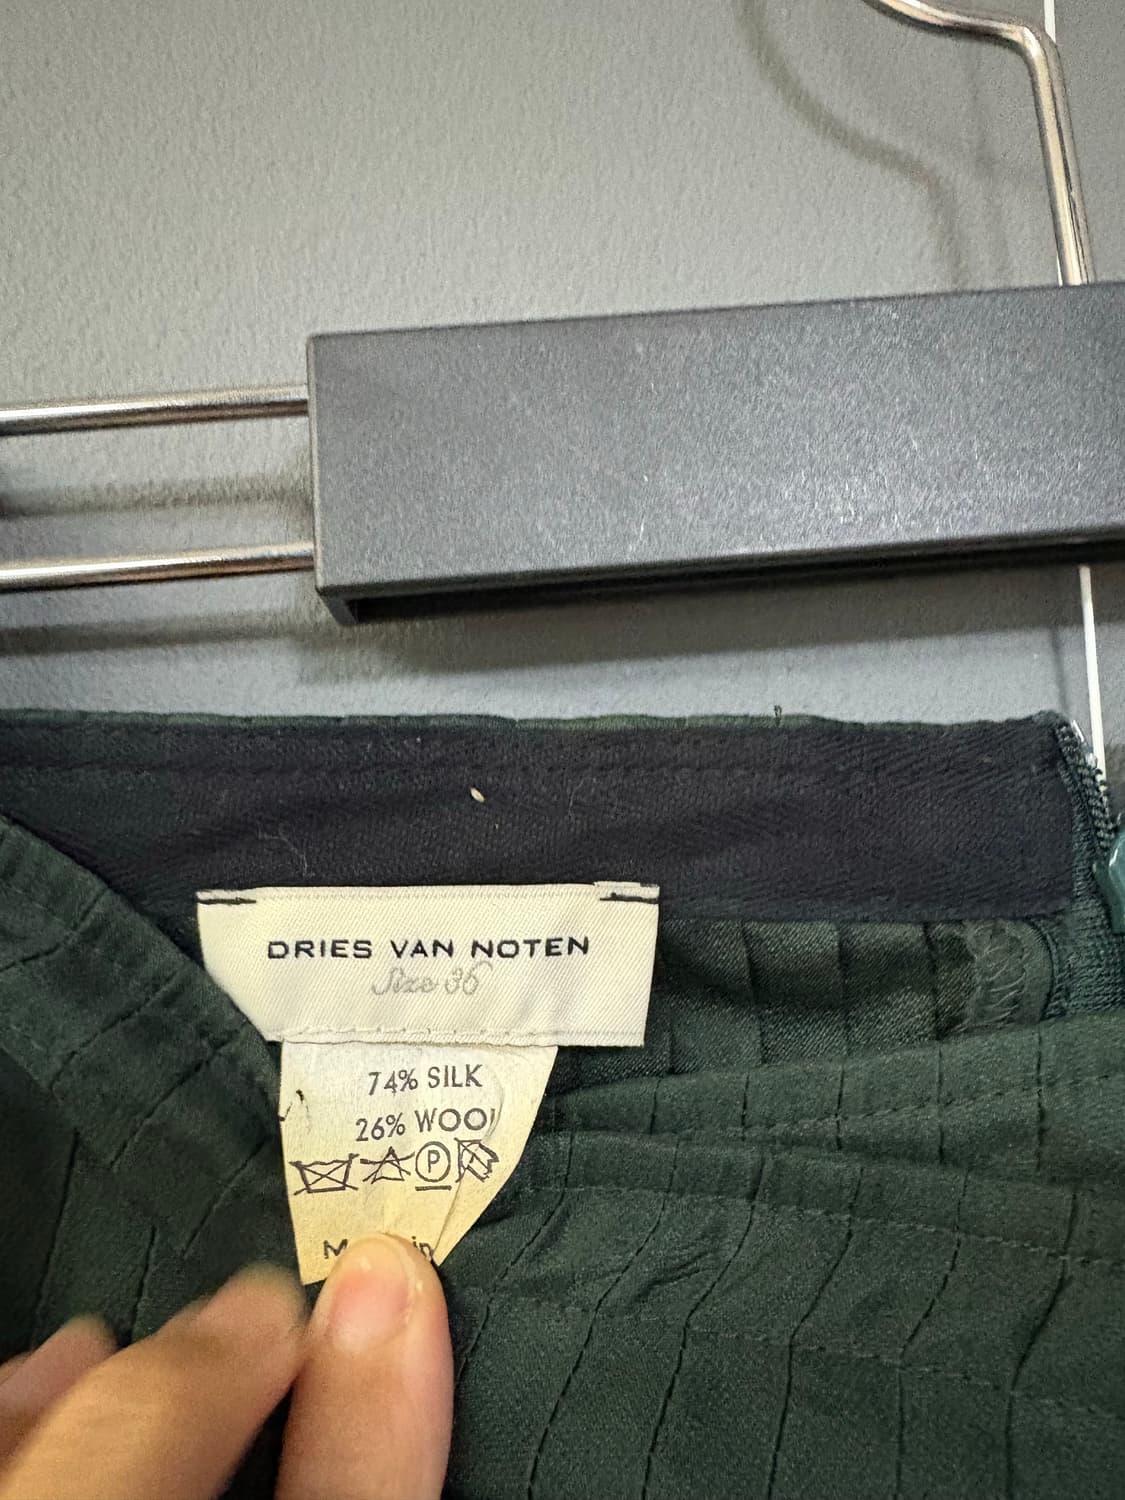 DRIES VAN NOTEN
Size 36
74% SILK
26% WOOL
P